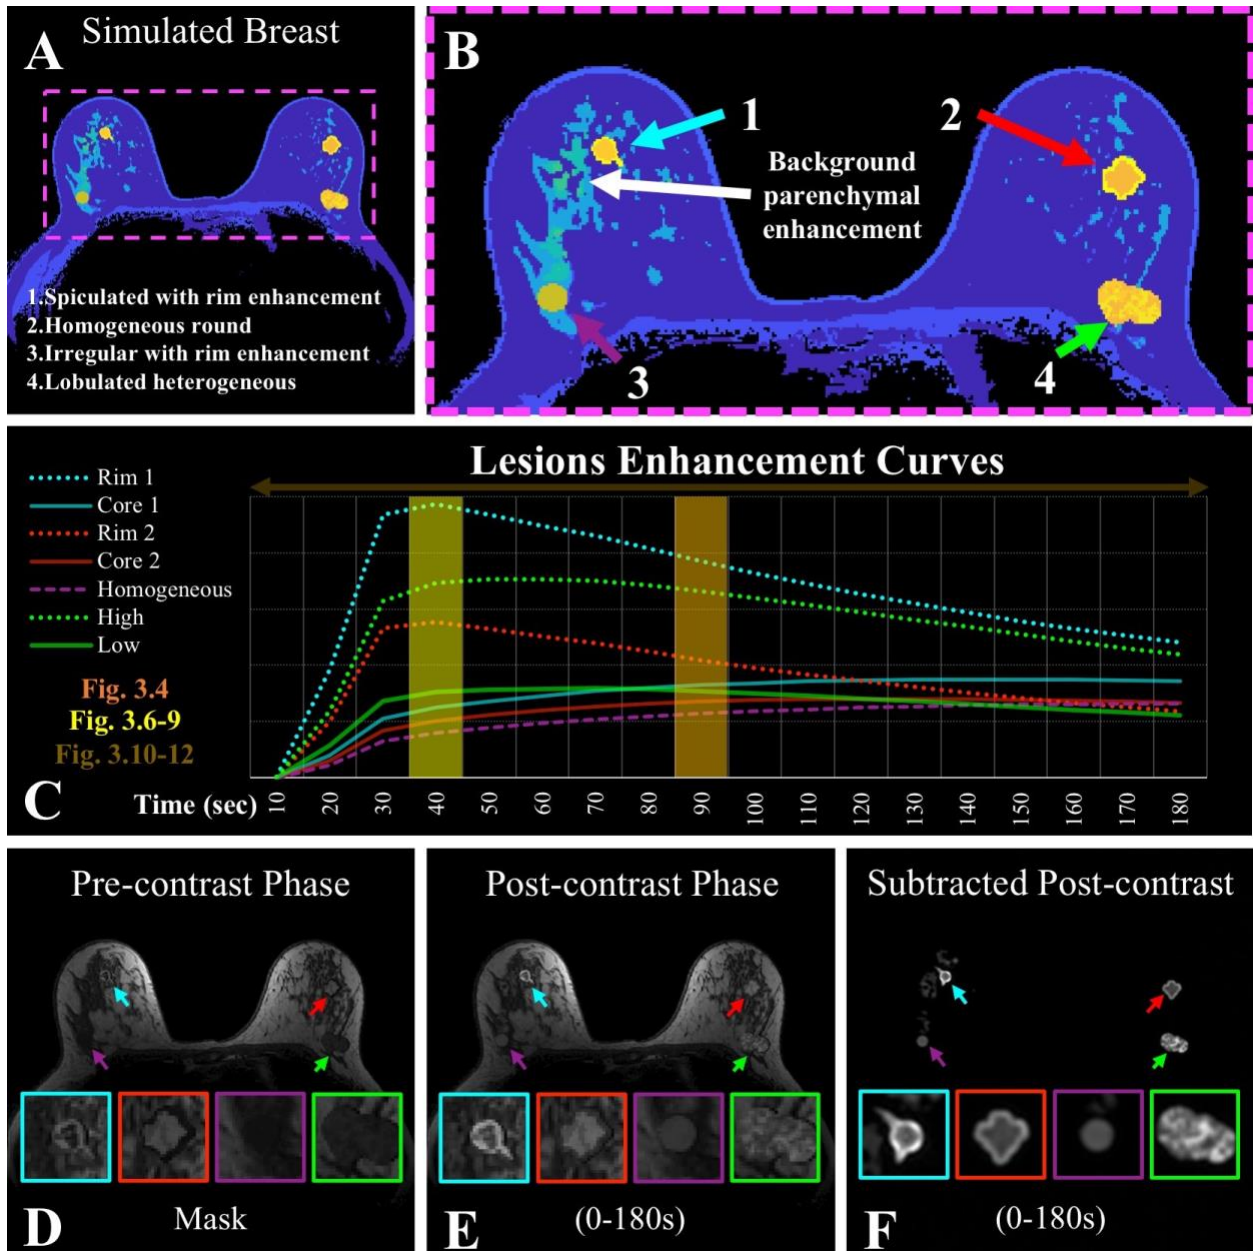 A
Simulated Breast
1.Spiculated with rim enhancement
2.Homogeneous round
3.Irregular with rim enhancement
4.Lobulated heterogeneous
B
1
2
Background
parenchymal
enhancement
3
4
Lesions Enhancement Curves
Rim 1
Core 1
Rim 2
Core 2
Homogeneous
High
Low
Fig. 3.4
Fig. 3.6-9
Fig. 3.10-12
C
Time (sec)
10
20
30
40
50
60
70
80
90
100
110
120
130
140
150
160
170
180
Pre-contrast Phase
D
Mask
Post-contrast Phase
E
(0-180s)
Subtracted Post-contrast
F
(0-180s)